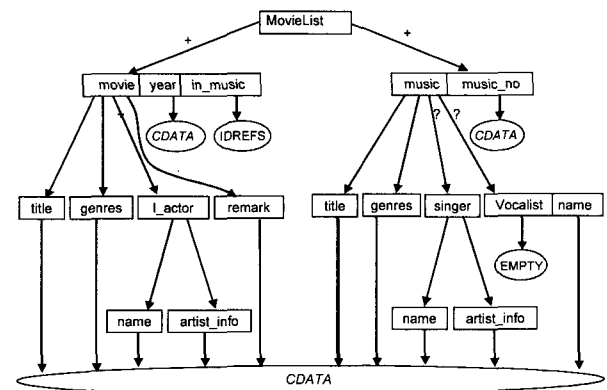 MovieList
+ +
movie year in_music music music_no
CDATA IDREFS ? ? CDATA
title genres l_actor remark title genres singer Vocalist name
EMPTY
name artist_info name artist_info
CDATA